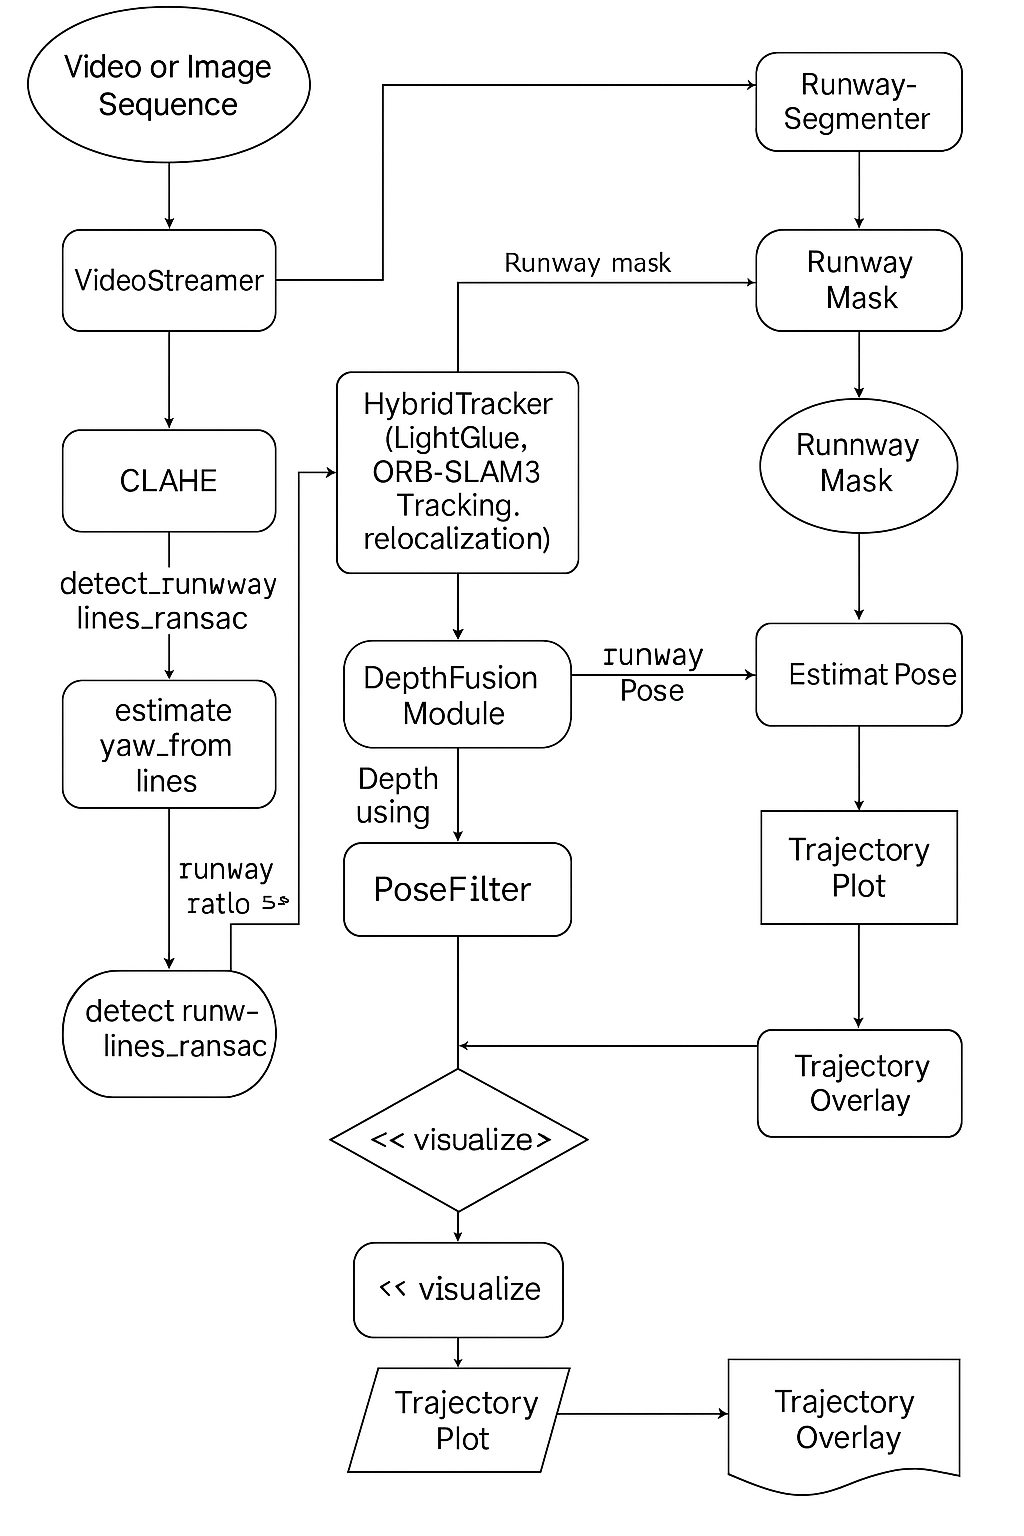 Video or Image
Sequence
Runway-
Segmenter
VideoStreamer
Runway mask
Runway
Mask
HybridTracker
(LightGlue,
ORB-SLAM3
Tracking.
relocalization)
Runnway
Mask
CLAHE
detect_runwway
lines_ransac
estimate
yaw_from
lines
DepthFusion
Module
runway
Pose
Estimat Pose
Depth
using
runway
ratlo
PoseFilter
Trajectory
Plot
detect runw-
lines_ransac
Trajectory
Overlay
<< visualize>
<< visualize
Trajectory
Plot
Trajectory
Overlay